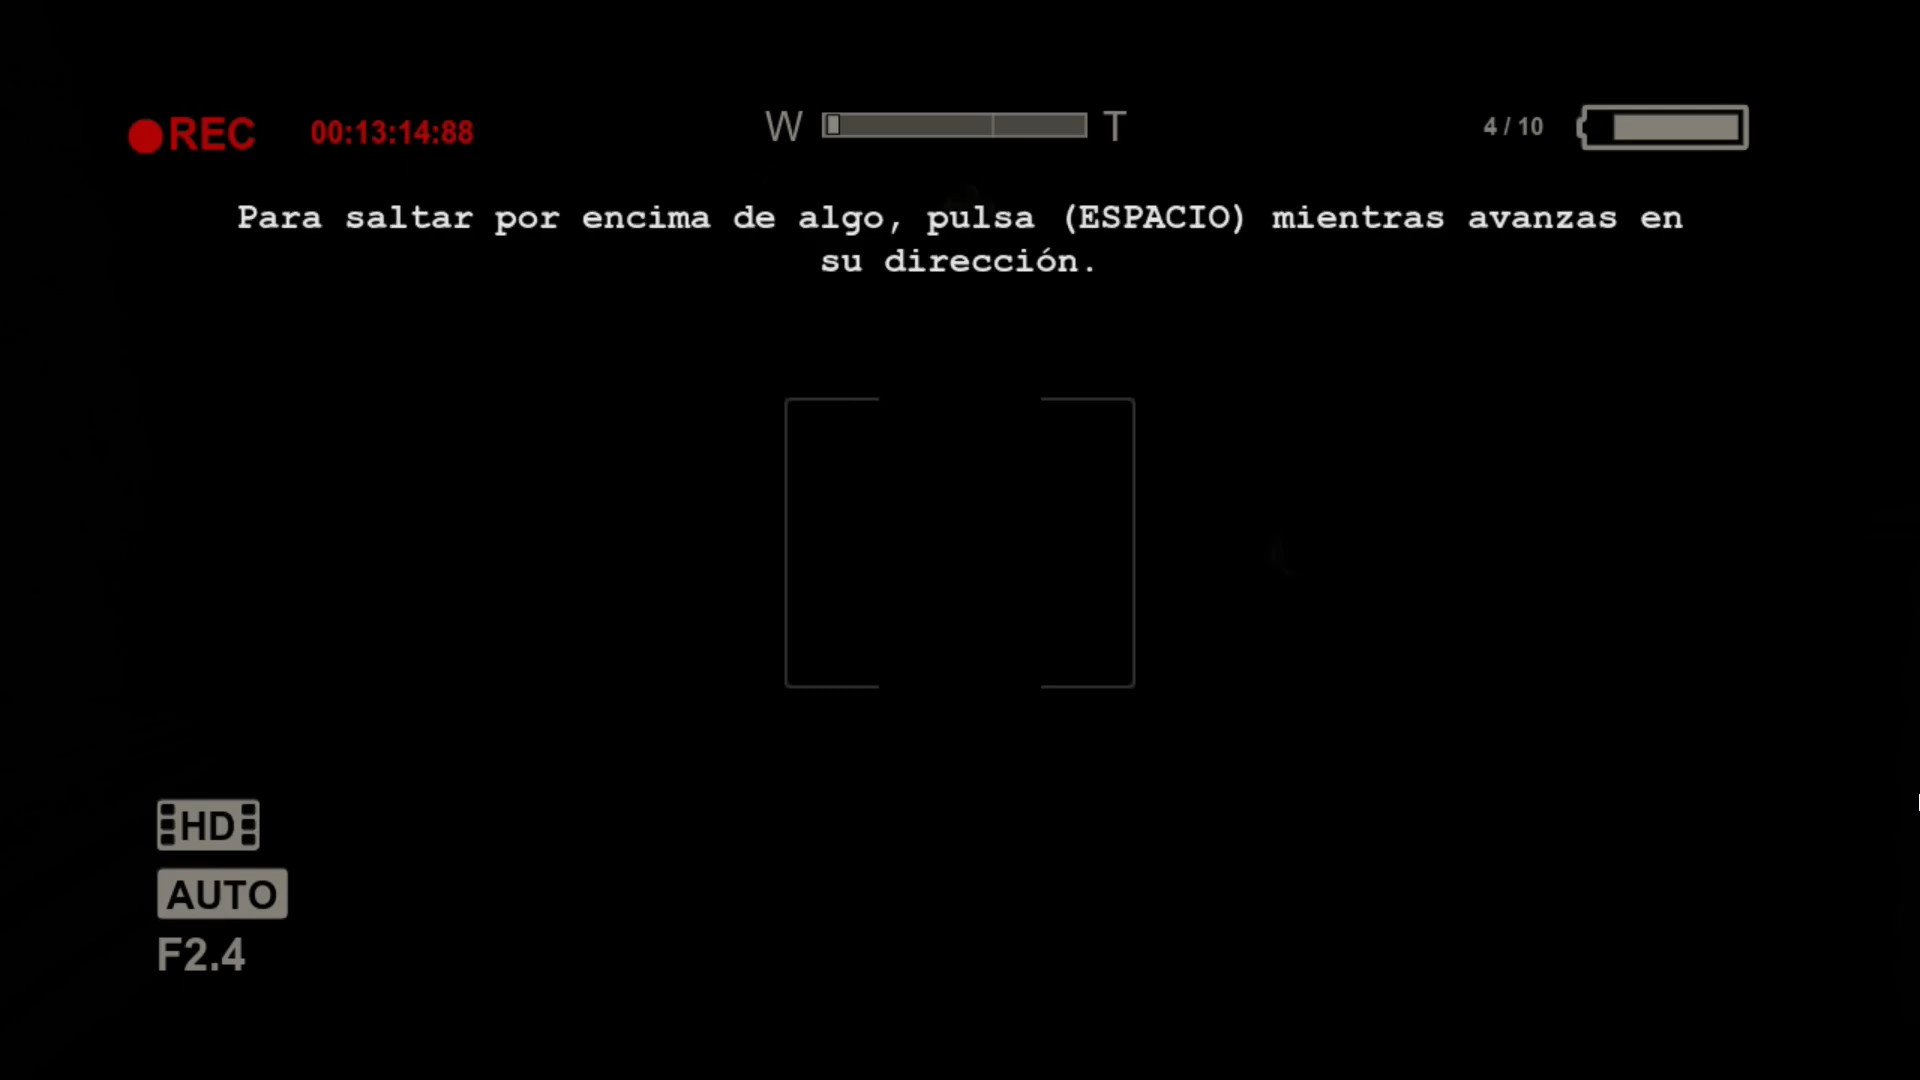 REC 00:13:14:88 W T 4 / 10
Para saltar por encima de algo, pulsa (ESPACIO) mientras avanzas en
su dirección.
HD
AUTO
F2.4